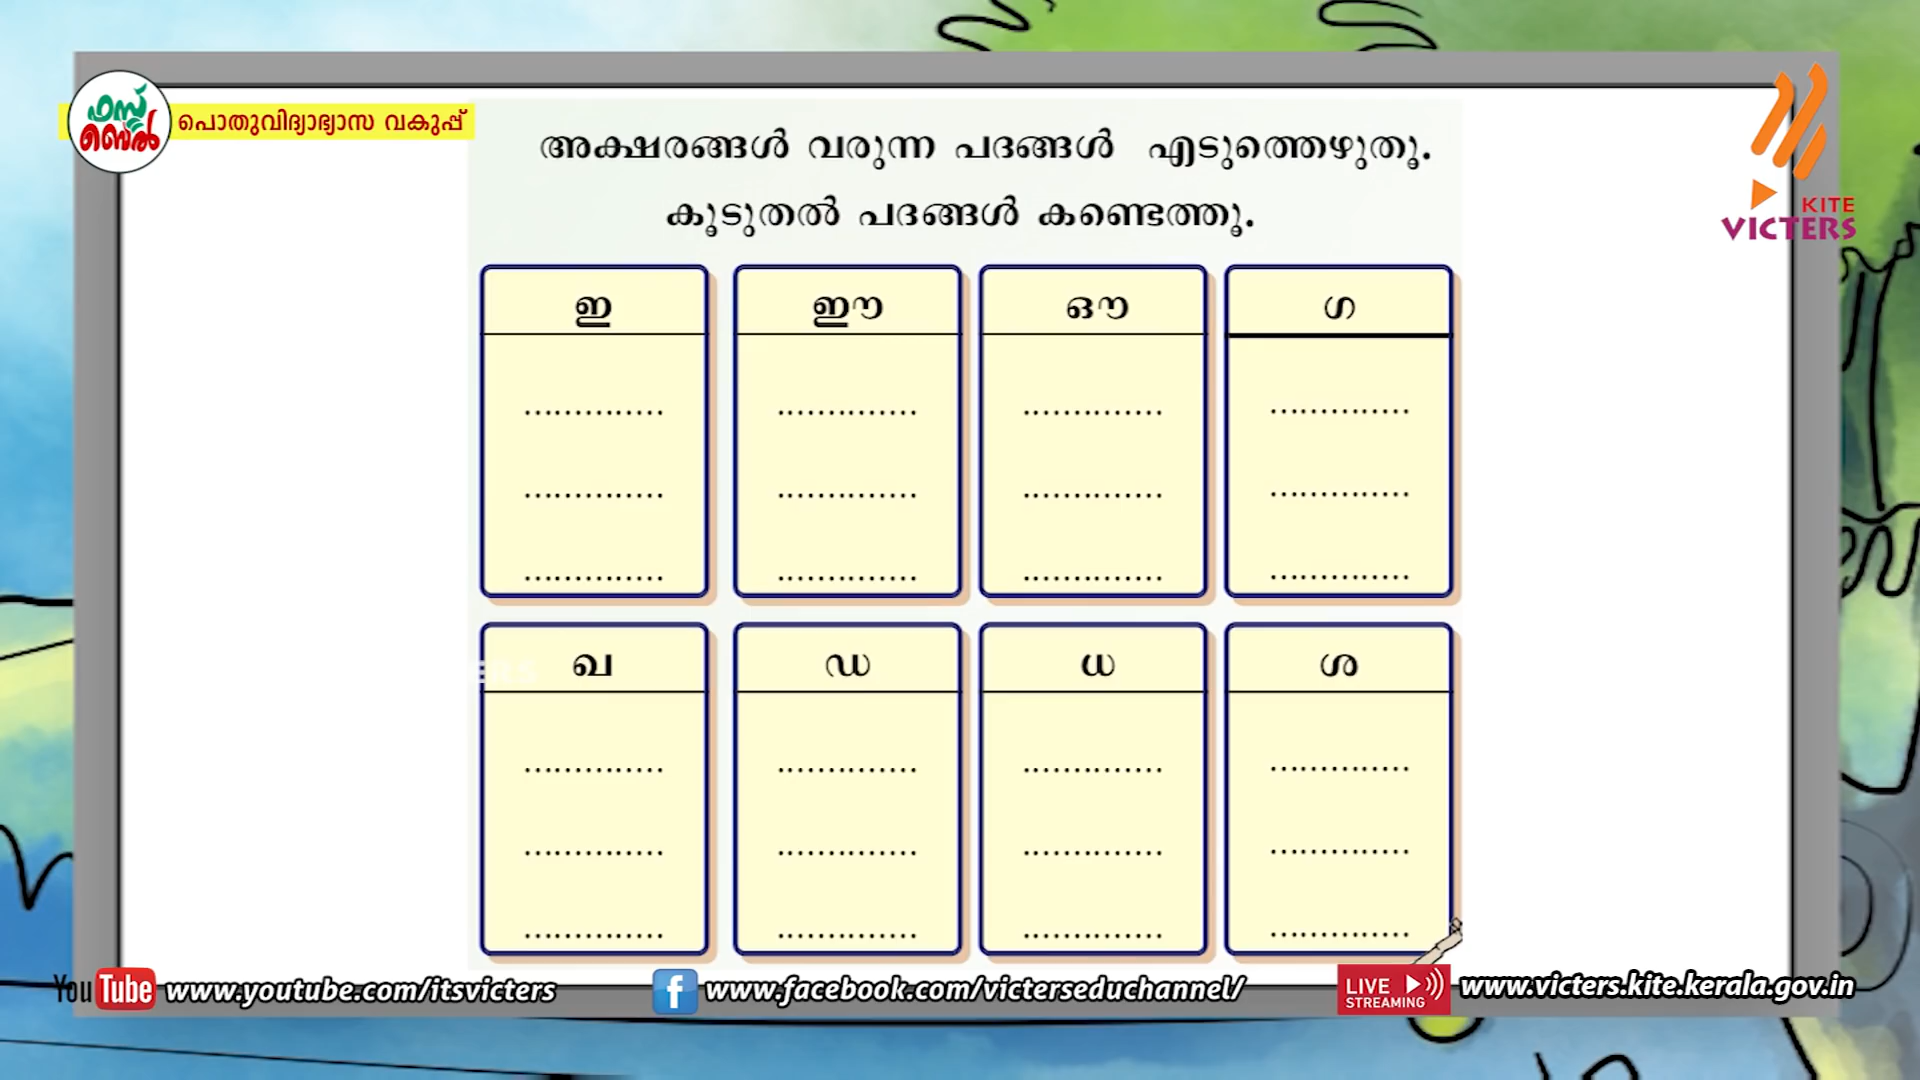 ഫസ്റ്റ്
ബെൽ
പൊതുവിദ്യാഭ്യാസ വകുപ്പ്
KITE
VICTERS
അക്ഷരങ്ങൾ വരുന്ന പദങ്ങൾ എടുത്തെഴുതൂ.
കൂടുതൽ പദങ്ങൾ കണ്ടെത്തൂ.
ഇ ഈ ഔ ഗ
.............. .............. .............. ..............
.............. .............. .............. ..............
.............. .............. .............. ..............
ഖ ഡ ധ ശ
.............. .............. .............. ..............
.............. .............. .............. ..............
.............. .............. .............. ..............
YouTube www.youtube.com/itsvicters f www.facebook.com/victerseduchannel/ LIVE STREAMING www.victers.kite.kerala.gov.in